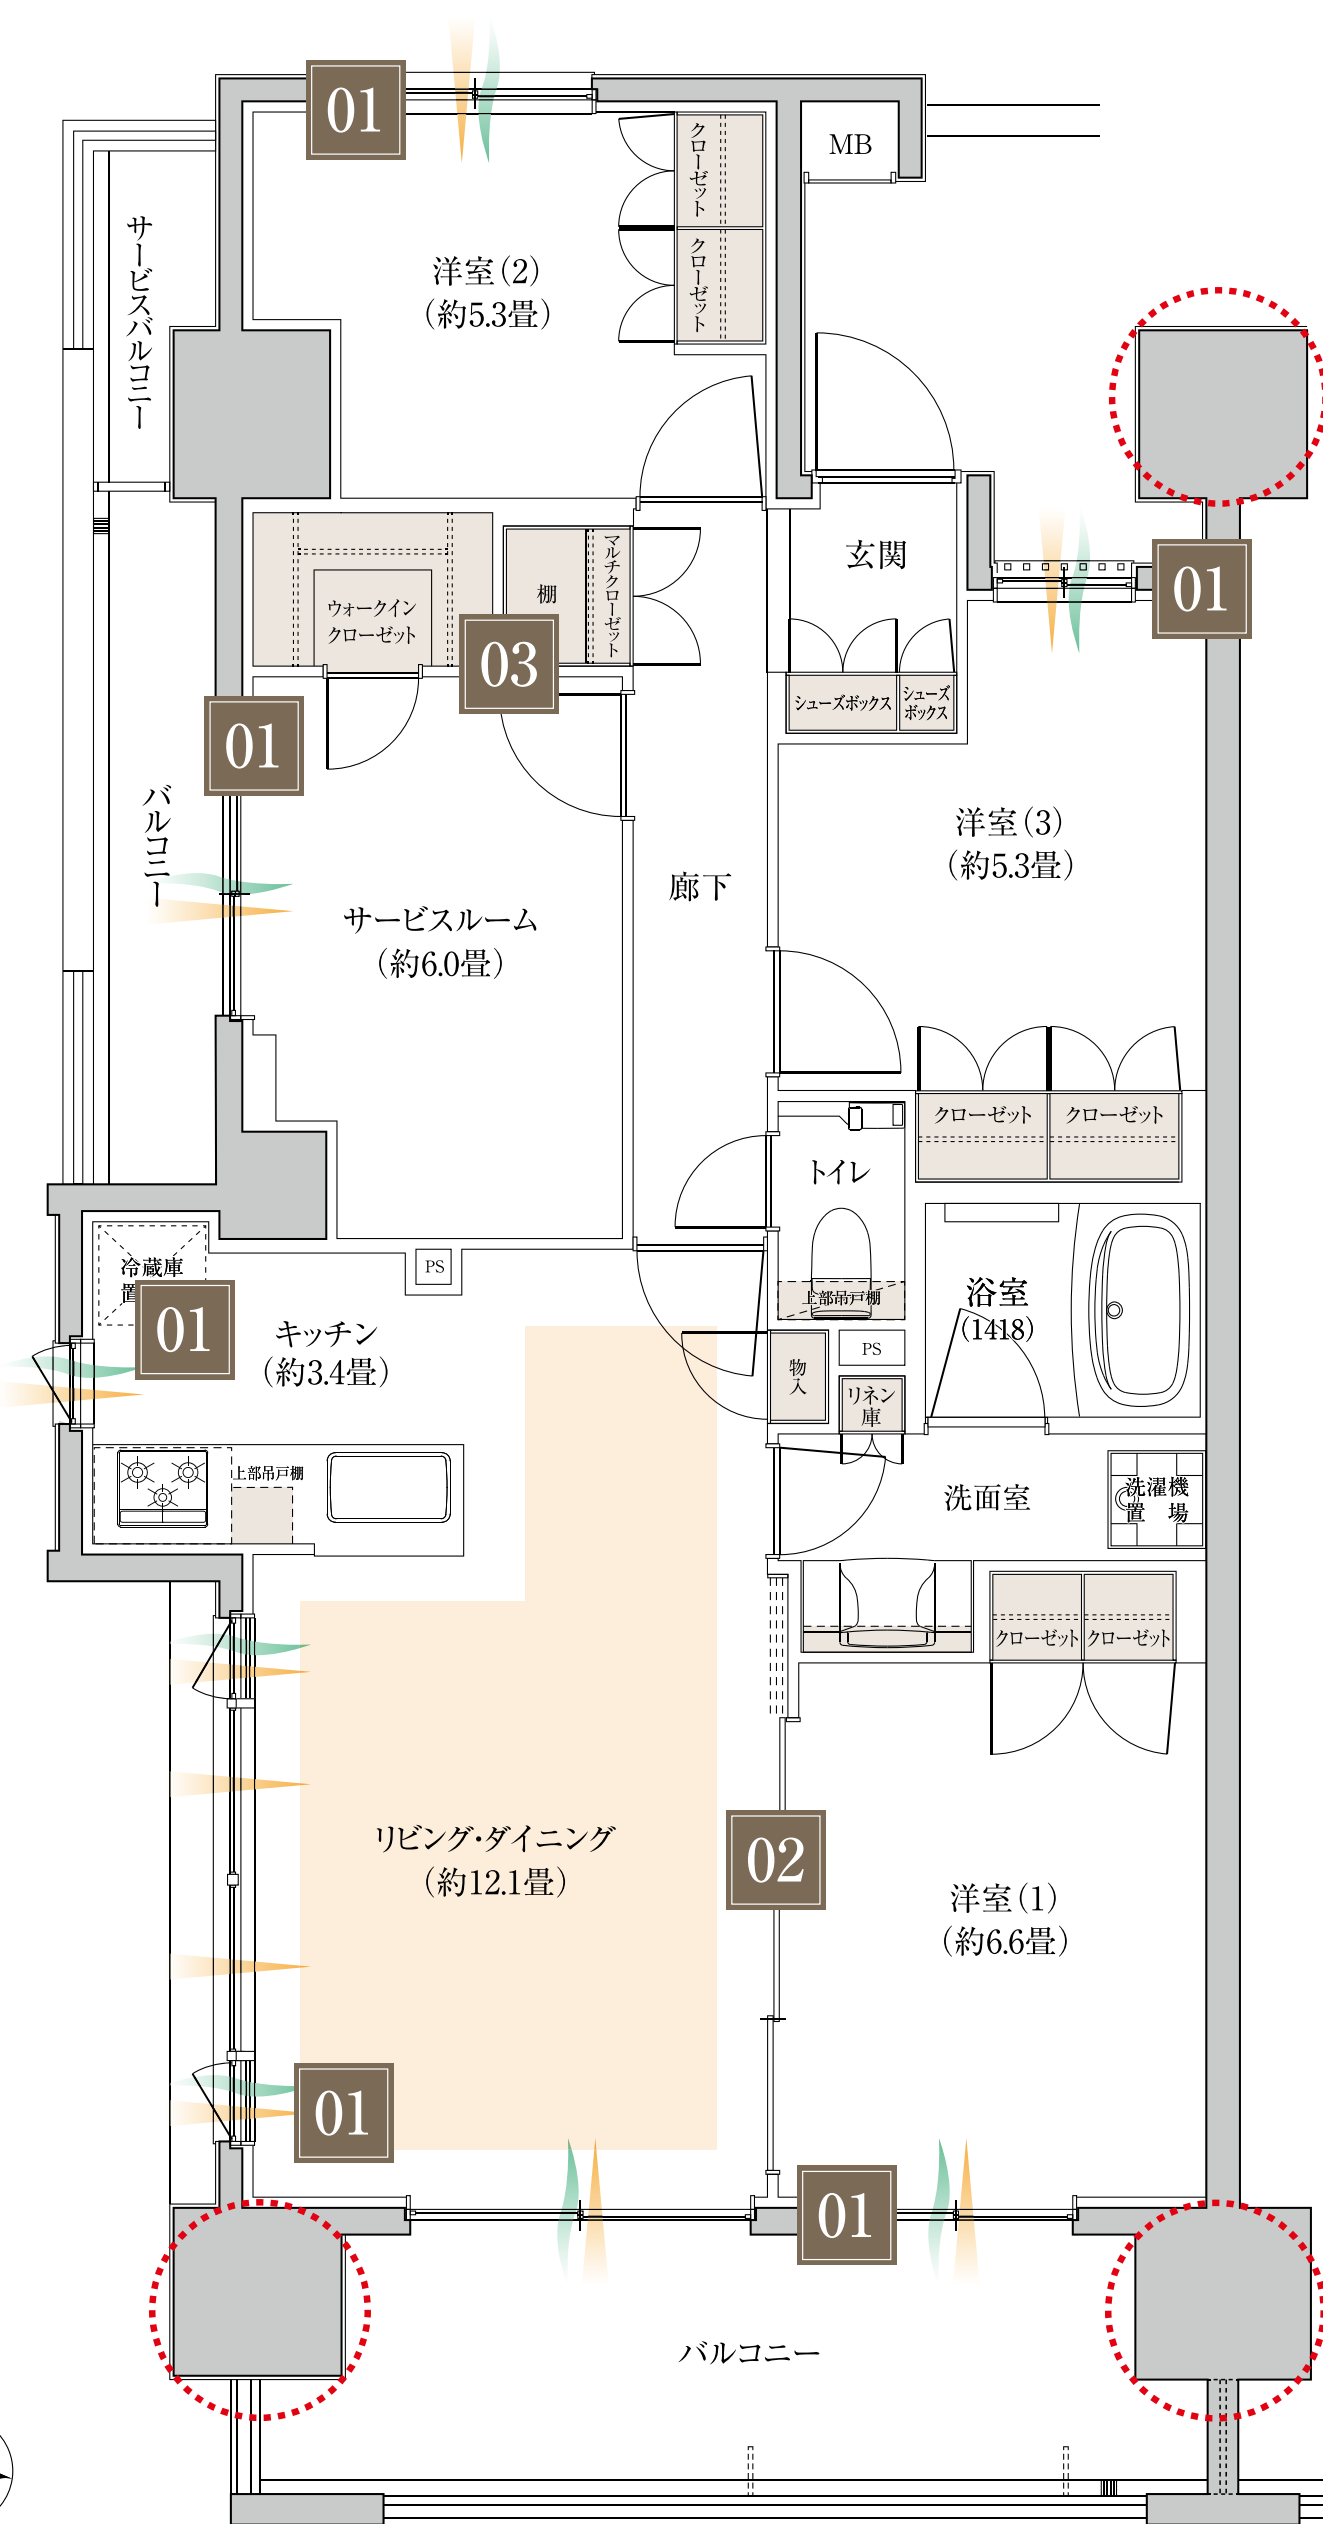 01
MB
クローゼット
クローゼット
サービスバルコニー
洋室(2)
(約5.3畳)
玄関
ウォークイン
クローゼット
棚
マルチクローゼット
03
01
01
シューズボックス
シューズ
ボックス
バルコニー
洋室(3)
(約5.3畳)
廊下
サービスルーム
(約6.0畳)
クローゼット
クローゼット
トイレ
冷蔵庫
置
PS
上部吊戸棚
浴室
(1418)
01
キッチン
(約3.4畳)
PS
物入
リネン
庫
上部吊戸棚
洗面室
洗濯機
置 場
クローゼット
クローゼット
リビング・ダイニング
(約12.1畳)
02
洋室(1)
(約6.6畳)
01
01
バルコニー